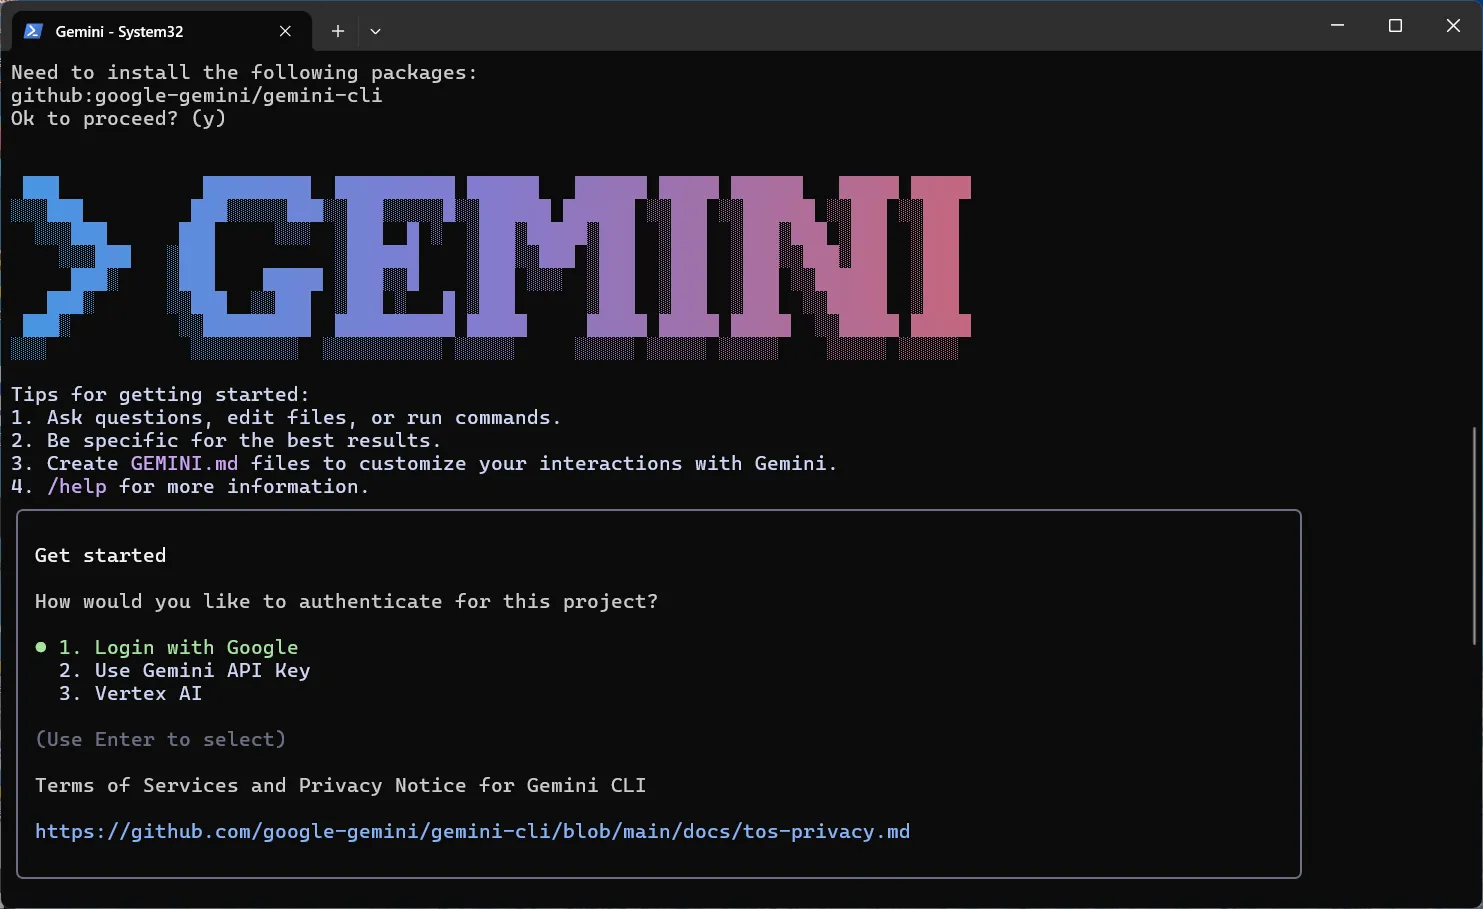 Gemini - System32
Need to install the following packages:
github:google-gemini/gemini-cli
Ok to proceed? (y)
> GEMINI
Tips for getting started:
1. Ask questions, edit files, or run commands.
2. Be specific for the best results.
3. Create GEMINI.md files to customize your interactions with Gemini.
4. /help for more information.
Get started
How would you like to authenticate for this project?
● 1. Login with Google
2. Use Gemini API Key
3. Vertex AI
(Use Enter to select)
Terms of Services and Privacy Notice for Gemini CLI
https://github.com/google-gemini/gemini-cli/blob/main/docs/tos-privacy.md